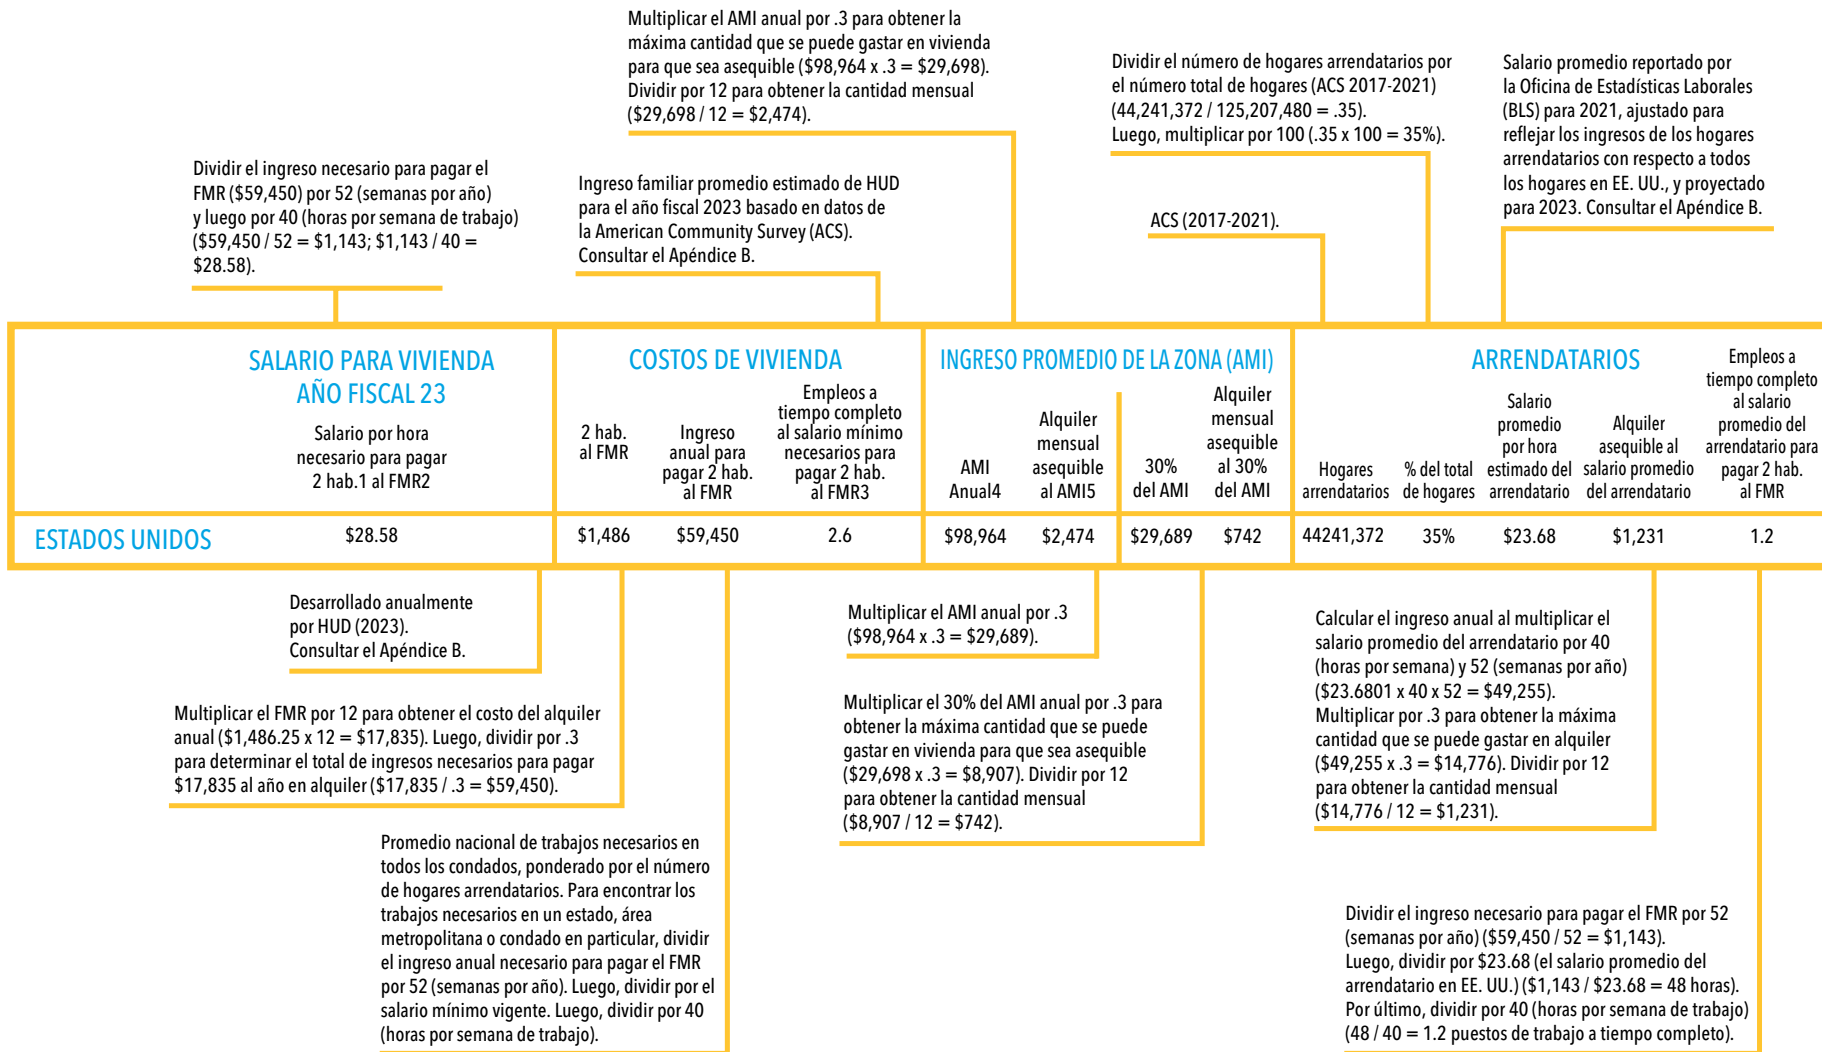 Multiplicar el AMI anual por .3 para obtener la
máxima cantidad que se puede gastar en vivienda
para que sea asequible ($98,964 x .3 = $29,698).
Dividir por 12 para obtener la cantidad mensual
($29,698 / 12 = $2,474).
Dividir el número de hogares arrendatarios por
el número total de hogares (ACS 2017-2021)
(44,241,372 / 125,207,480 = .35).
Luego, multiplicar por 100 (.35 x 100 = 35%).
Salario promedio reportado por
la Oficina de Estadísticas Laborales
(BLS) para 2021, ajustado para
reflejar los ingresos de los hogares
arrendatarios con respecto a todos
los hogares en EE. UU., y proyectado
para 2023. Consultar el Apéndice B.
Dividir el ingreso necesario para pagar el
FMR ($59,450) por 52 (semanas por año)
y luego por 40 (horas por semana de trabajo)
($59,450 / 52 = $1,143; $1,143 / 40 =
$28.58).
Ingreso familiar promedio estimado de HUD
para el año fiscal 2023 basado en datos de
la American Community Survey (ACS).
Consultar el Apéndice B.
ACS (2017-2021).
SALARIO PARA VIVIENDA
AÑO FISCAL 23
Salario por hora
necesario para pagar
2 hab.1 al FMR2
COSTOS DE VIVIENDA
2 hab.
al FMR
Ingreso
anual para
pagar 2 hab.
al FMR
Empleos a
tiempo completo
al salario mínimo
necesarios para
pagar 2 hab.
al FMR3
INGRESO PROMEDIO DE LA ZONA (AMI)
AMI
Anual4
Alquiler
mensual
asequible
al AMI5
30%
del AMI
Alquiler
mensual
asequible
al 30%
del AMI
ARRENDATARIOS
Hogares
arrendatarios
% del total
de hogares
Salario
promedio
por hora
estimado del
arrendatario
Alquiler
asequible al
salario promedio
del arrendatario
Empleos a
tiempo completo
al salario
promedio del
arrendatario para
pagar 2 hab.
al FMR
ESTADOS UNIDOS $28.58 $1,486 $59,450 2.6 $98,964 $2,474 $29,689 $742 44241,372 35% $23.68 $1,231 1.2
Desarrollado anualmente
por HUD (2023).
Consultar el Apéndice B.
Multiplicar el FMR por 12 para obtener el costo del alquiler
anual ($1,486.25 x 12 = $17,835). Luego, dividir por .3
para determinar el total de ingresos necesarios para pagar
$17,835 al año en alquiler ($17,835 / .3 = $59,450).
Promedio nacional de trabajos necesarios en
todos los condados, ponderado por el número
de hogares arrendatarios. Para encontrar los
trabajos necesarios en un estado, área
metropolitana o condado en particular, dividir
el ingreso anual necesario para pagar el FMR
por 52 (semanas por año). Luego, dividir por el
salario mínimo vigente. Luego, dividir por 40
(horas por semana de trabajo).
Multiplicar el AMI anual por .3
($98,964 x .3 = $29,689).
Multiplicar el 30% del AMI anual por .3 para
obtener la máxima cantidad que se puede
gastar en vivienda para que sea asequible
($29,698 x .3 = $8,907). Dividir por 12
para obtener la cantidad mensual
($8,907 / 12 = $742).
Calcular el ingreso anual al multiplicar el
salario promedio del arrendatario por 40
(horas por semana) y 52 (semanas por año)
($23.6801 x 40 x 52 = $49,255).
Multiplicar por .3 para obtener la máxima
cantidad que se puede gastar en alquiler
($49,255 x .3 = $14,776). Dividir por 12
para obtener la cantidad mensual
($14,776 / 12 = $1,231).
Dividir el ingreso necesario para pagar el FMR por 52
(semanas por año) ($59,450 / 52 = $1,143).
Luego, dividir por $23.68 (el salario promedio del
arrendatario en EE. UU.) ($1,143 / $23.68 = 48 horas).
Por último, dividir por 40 (horas por semana de trabajo)
(48 / 40 = 1.2 puestos de trabajo a tiempo completo).